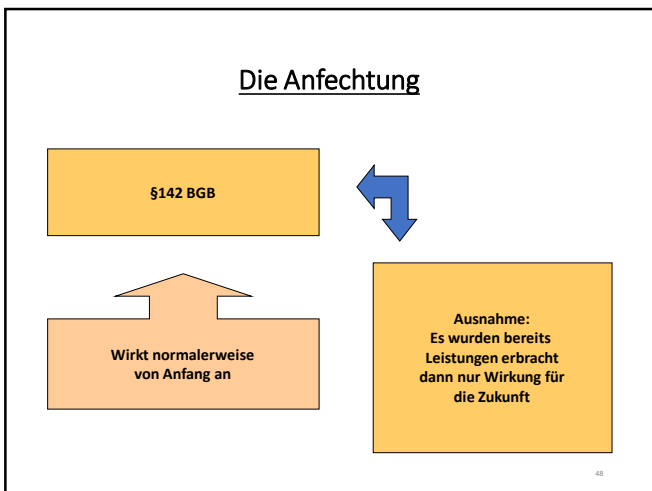 Die Anfechtung
§142 BGB
Wirkt normalerweise
von Anfang an
Ausnahme:
Es wurden bereits
Leistungen erbracht
dann nur Wirkung für
die Zukunft
48